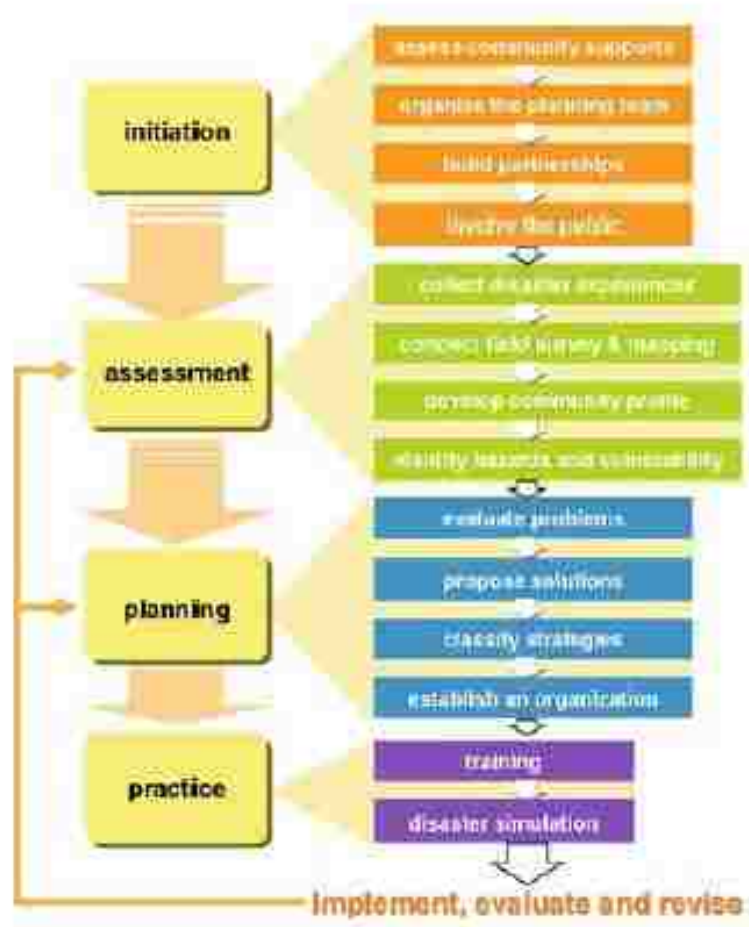 initiation
assess community supports
organize the planning team
build partnerships
involve the public
assessment
collect disaster experiences
conduct field survey & mapping
develop community profile
identify hazards and vulnerability
planning
evaluate problems
propose solutions
classify strategies
establish an organization
practice
training
disaster simulation
implement, evaluate and revise